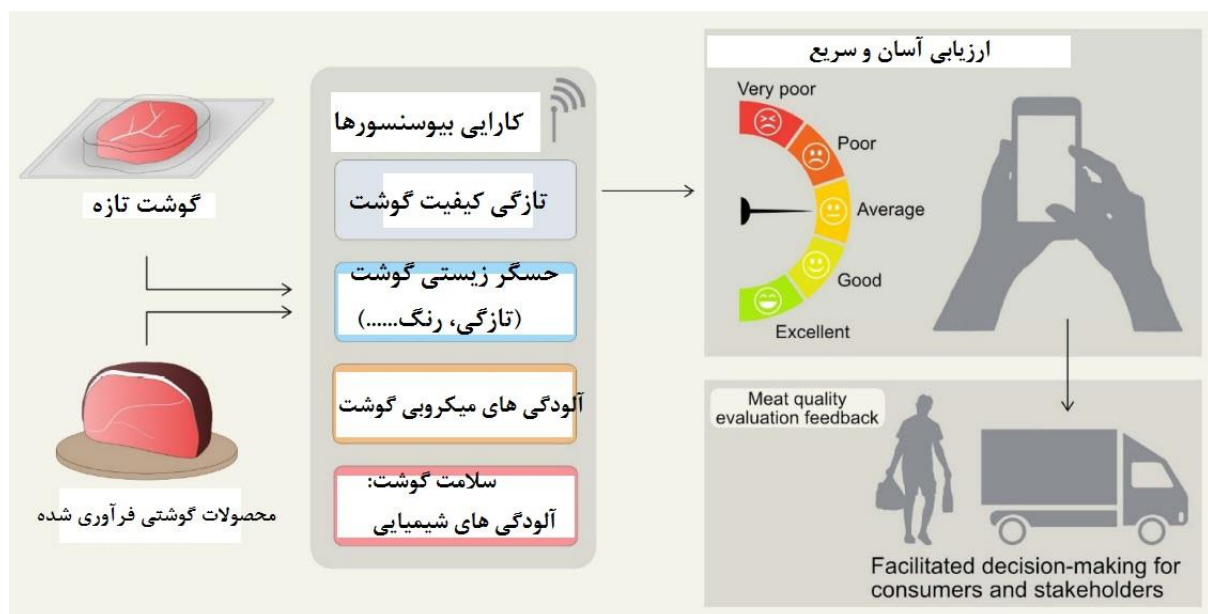 گوشت تازه
محصولات گوشتی فرآوری شده
کارایی بیوسنسورها
تازگی کیفیت گوشت
حسگر زیستی گوشت
(تازگی، رنگ......)
آلودگی های میکروبی گوشت
سلامت گوشت:
آلودگی های شیمیایی
ارزیابی آسان و سریع
Very poor
Poor
Average
Good
Excellent
Meat quality
evaluation feedback
Facilitated decision-making for
consumers and stakeholders